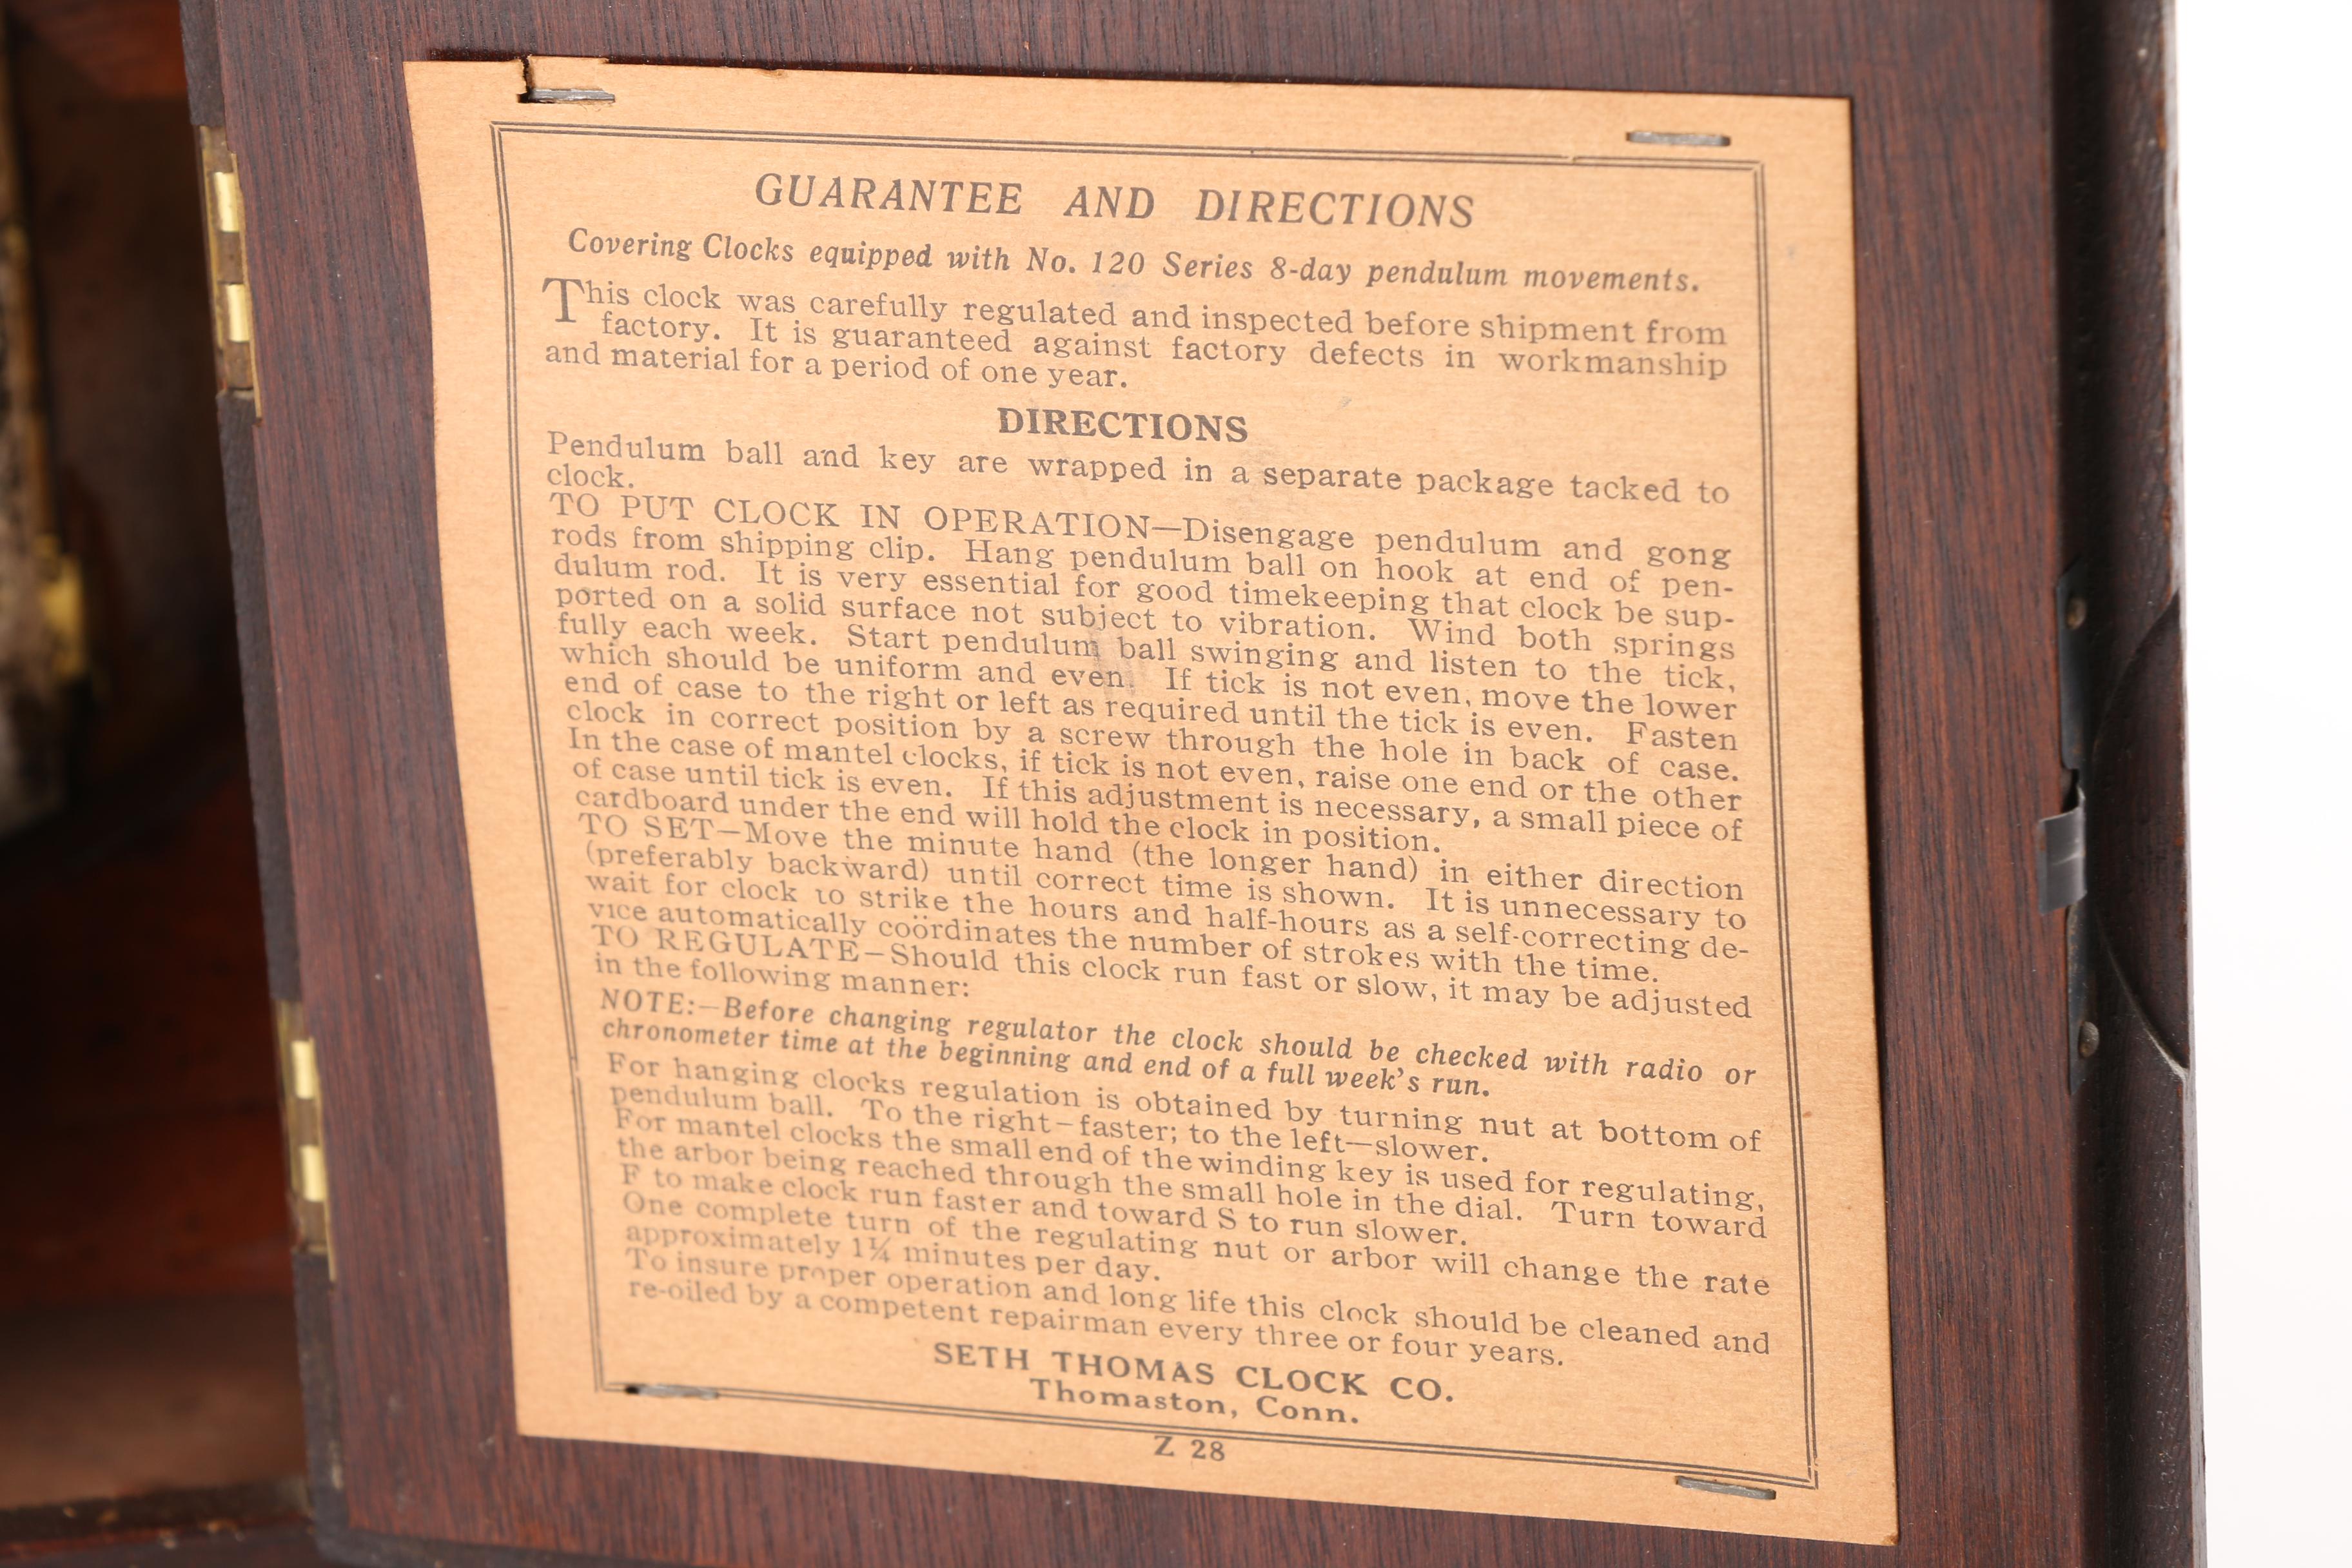 GUARANTEE AND DIRECTIONS
Covering Clocks equipped with No. 120 Series 8-day pendulum movements.
This clock was carefully regulated and inspected before shipment from
factory. It is guaranteed against factory defects in workmanship
and material for a period of one year.
DIRECTIONS
Pendulum ball and key are wrapped in a separate package tacked to
clock.
TO PUT CLOCK IN OPERATION—Disengage pendulum and gong
rods from shipping clip. Hang pendulum ball on hook at end of pen-
dulum rod. It is very essential for good timekeeping that clock be sup-
ported on a solid surface not subject to vibration. Wind both springs
fully each week. Start pendulum ball swinging and listen to the tick,
which should be uniform and even. If tick is not even, move the lower
end of case to the right or left as required until the tick is even. Fasten
clock in correct position by a screw through the hole in back of case.
In the case of mantel clocks, if tick is not even, raise one end or the other
of case until tick is even. If this adjustment is necessary, a small piece of
cardboard under the end will hold the clock in position.
TO SET—Move the minute hand (the longer hand) in either direction
(preferably backward) until correct time is shown. It is unnecessary to
wait for clock to strike the hours and half-hours as a self-correcting de-
vice automatically coördinates the number of strokes with the time.
TO REGULATE—Should this clock run fast or slow, it may be adjusted
in the following manner:
NOTE:—Before changing regulator the clock should be checked with radio or
chronometer time at the beginning and end of a full week's run.
For hanging clocks regulation is obtained by turning nut at bottom of
pendulum ball. To the right—faster; to the left—slower.
For mantel clocks the small end of the winding key is used for regulating,
the arbor being reached through the small hole in the dial. Turn toward
F to make clock run faster and toward S to run slower.
One complete turn of the regulating nut or arbor will change the rate
approximately 1¼ minutes per day.
To insure proper operation and long life this clock should be cleaned and
re-oiled by a competent repairman every three or four years.
SETH THOMAS CLOCK CO.
Thomaston, Conn.
Z 28